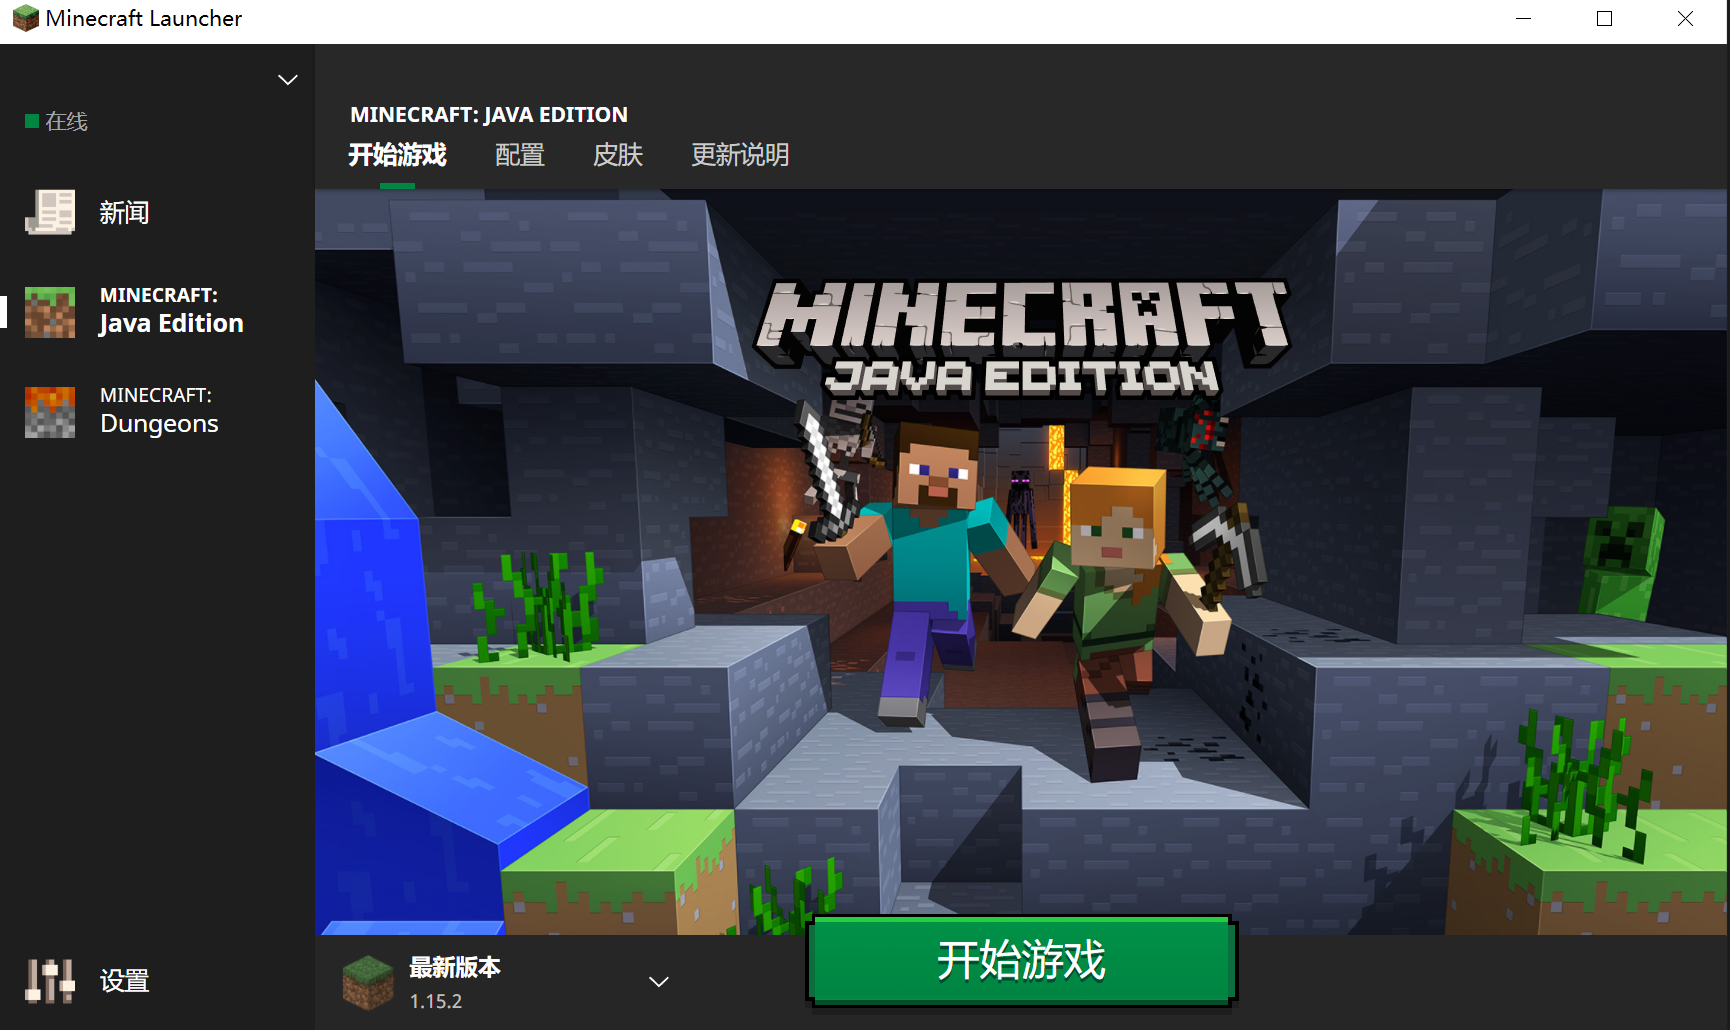 Minecraft Launcher
在线
新闻
MINECRAFT:
Java Edition
MINECRAFT:
Dungeons
设置
MINECRAFT: JAVA EDITION
开始游戏 配置 皮肤 更新说明
MINECRAFT
JAVA EDITION
最新版本
1.15.2
开始游戏